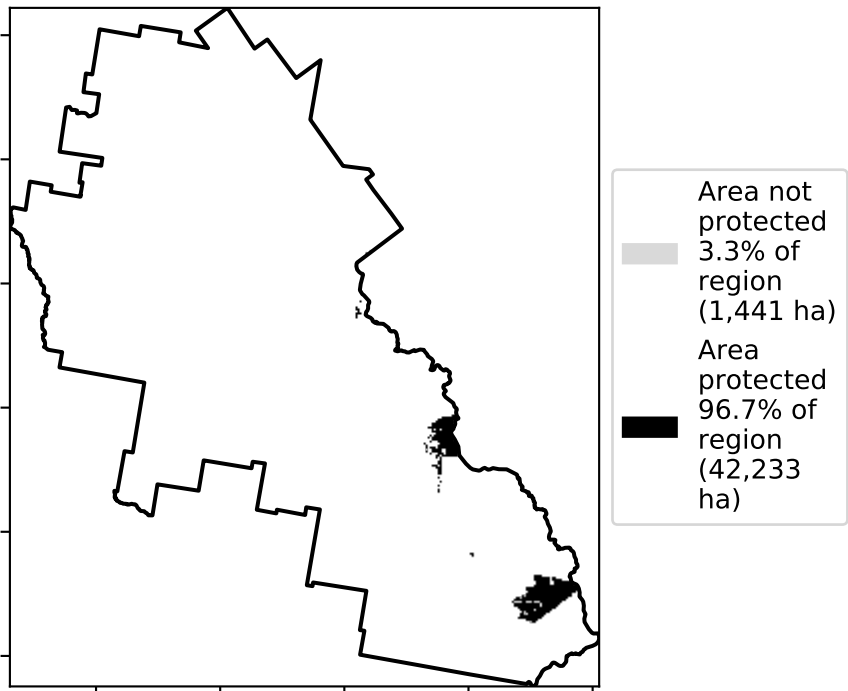 Area not
protected
3.3% of
region
(1,441 ha)
Area
protected
96.7% of
region
(42,233
ha)